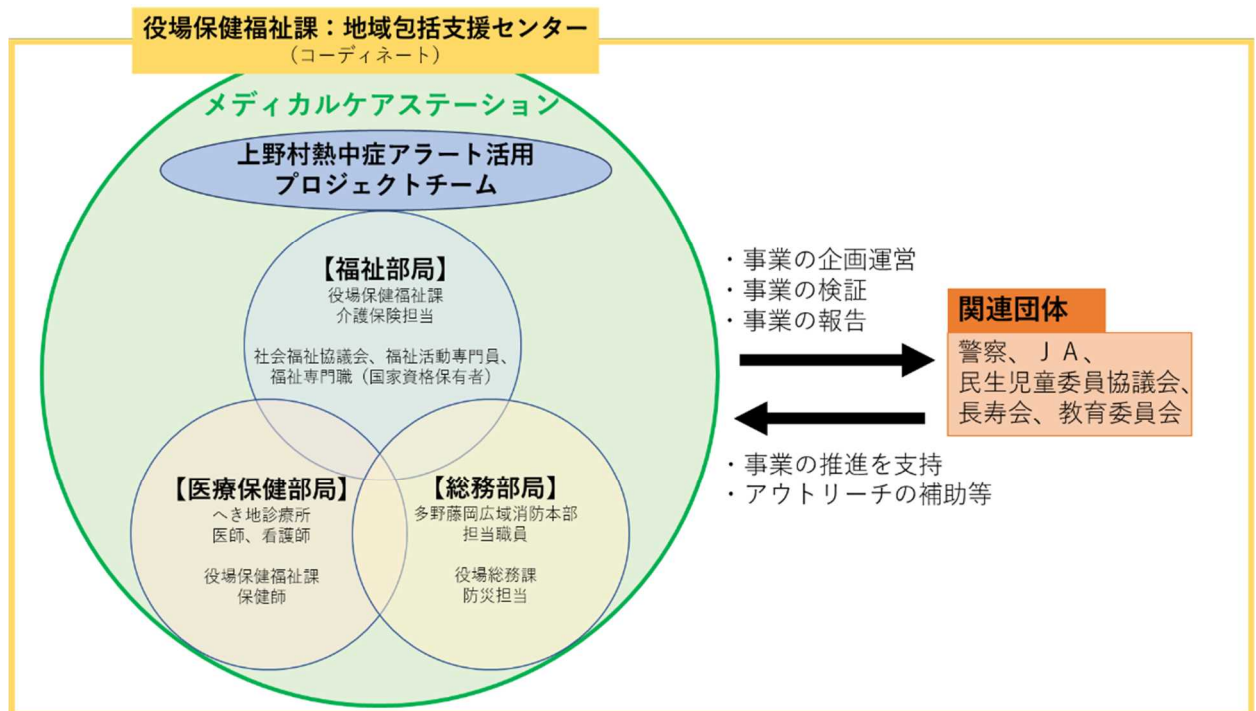 役場保健福祉課：地域包括支援センター
（コーディネート）
メディカルケアステーション
上野村熱中症アラート活用
プロジェクトチーム
【福祉部局】
役場保健福祉課
介護保険担当
社会福祉協議会、福祉活動専門員、
福祉専門職（国家資格保有者）
【医療保健部局】
へき地診療所
医師、看護師
役場保健福祉課
保健師
【総務部局】
多野藤岡広域消防本部
担当職員
役場総務課
防災担当
・事業の企画運営
・事業の検証
・事業の報告
・事業の推進を支持
・アウトリーチの補助等
関連団体
警察、ＪＡ、
民生児童委員協議会、
長寿会、教育委員会